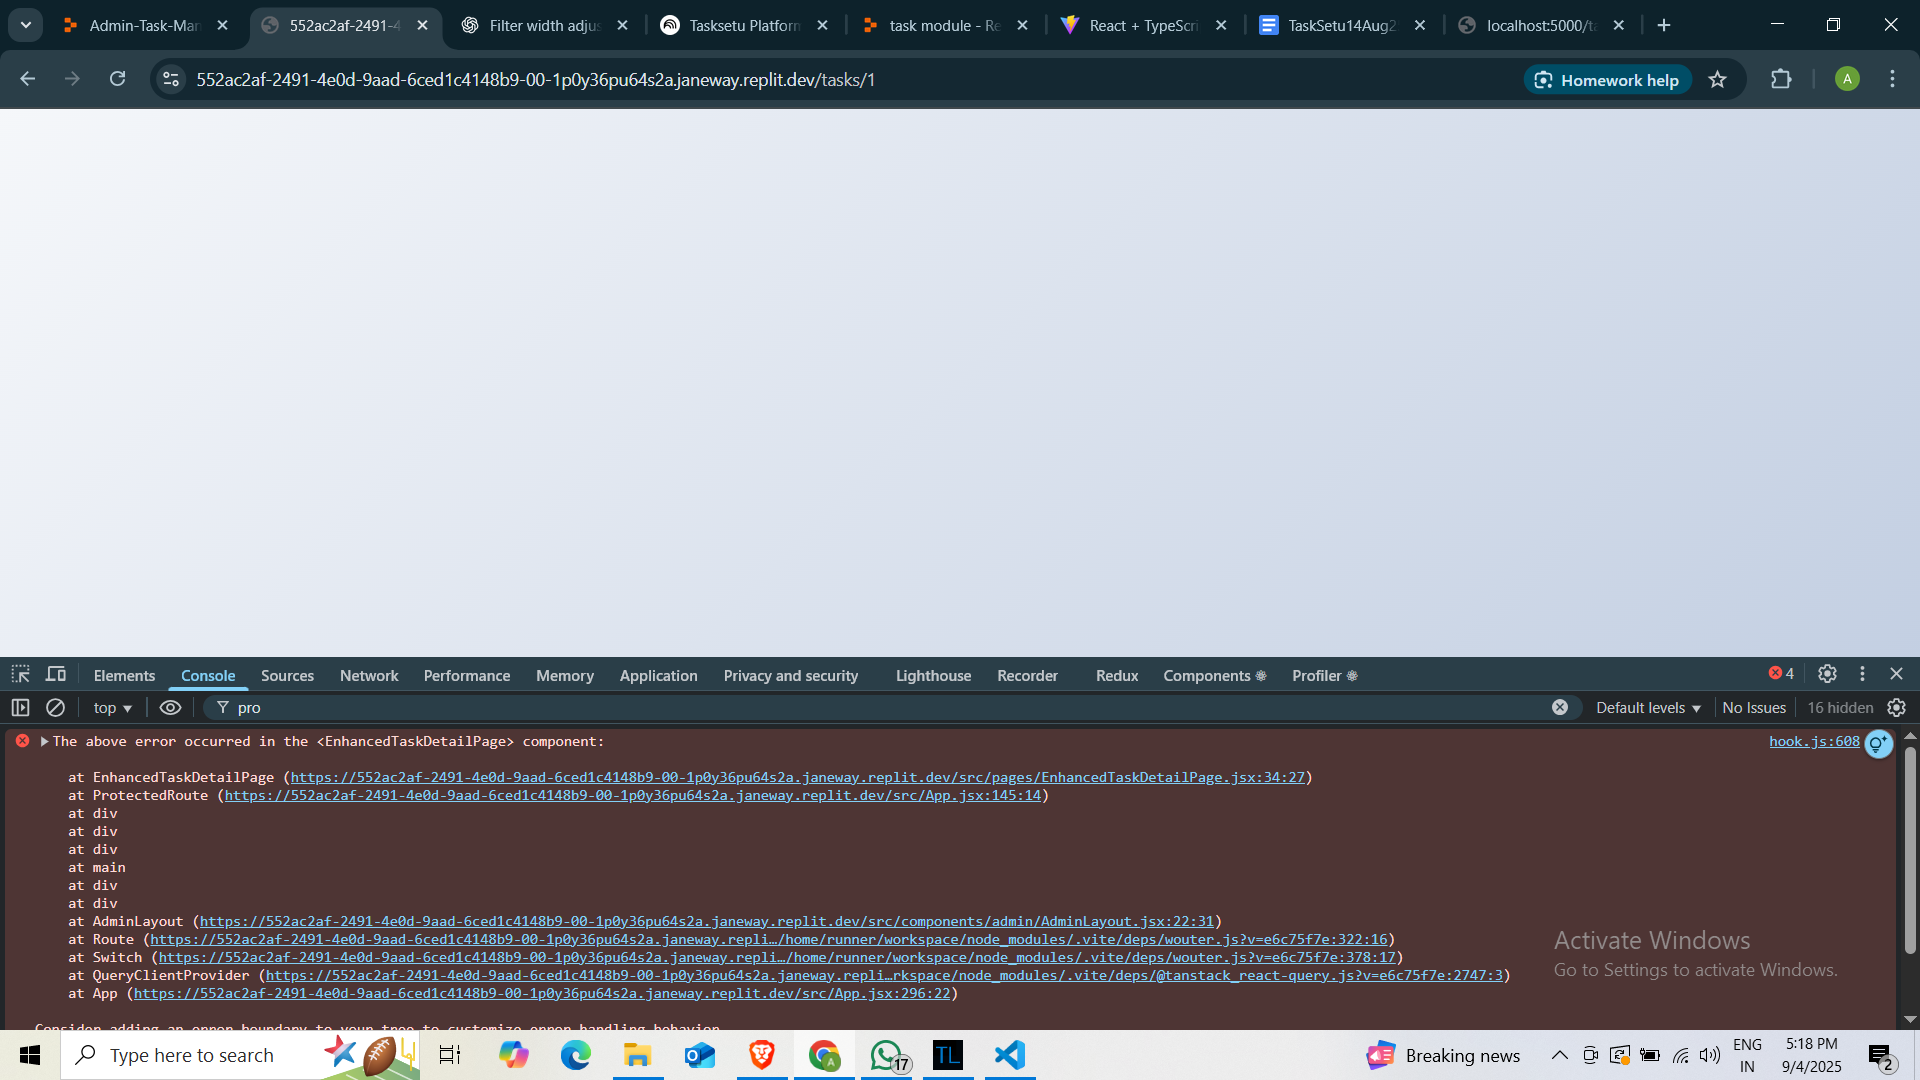 Admin-Task-Man
552ac2af-2491-4
Filter width adjus
Tasksetu Platform
task module - Re
React + TypeScri
TaskSetu14Aug2
localhost:5000/ta
552ac2af-2491-4e0d-9aad-6ced1c4148b9-00-1p0y36pu64s2a.janeway.replit.dev/tasks/1
Homework help
A
Elements
Console
Sources
Network
Performance
Memory
Application
Privacy and security
Lighthouse
Recorder
Redux
Components
Profiler
4
top
pro
Default levels
No Issues
16 hidden
The above error occurred in the <EnhancedTaskDetailPage> component:
hook.js:608
at EnhancedTaskDetailPage (https://552ac2af-2491-4e0d-9aad-6ced1c4148b9-00-1p0y36pu64s2a.janeway.replit.dev/src/pages/EnhancedTaskDetailPage.jsx:34:27)
at ProtectedRoute (https://552ac2af-2491-4e0d-9aad-6ced1c4148b9-00-1p0y36pu64s2a.janeway.replit.dev/src/App.jsx:145:14)
at div
at div
at div
at main
at div
at div
at AdminLayout (https://552ac2af-2491-4e0d-9aad-6ced1c4148b9-00-1p0y36pu64s2a.janeway.replit.dev/src/components/admin/AdminLayout.jsx:22:31)
at Route (https://552ac2af-2491-4e0d-9aad-6ced1c4148b9-00-1p0y36pu64s2a.janeway.repli…/home/runner/workspace/node_modules/.vite/deps/wouter.js?v=e6c75f7e:322:16)
at Switch (https://552ac2af-2491-4e0d-9aad-6ced1c4148b9-00-1p0y36pu64s2a.janeway.repli…/home/runner/workspace/node_modules/.vite/deps/wouter.js?v=e6c75f7e:378:17)
at QueryClientProvider (https://552ac2af-2491-4e0d-9aad-6ced1c4148b9-00-1p0y36pu64s2a.janeway.repli…rkspace/node_modules/.vite/deps/@tanstack_react-query.js?v=e6c75f7e:2747:3)
at App (https://552ac2af-2491-4e0d-9aad-6ced1c4148b9-00-1p0y36pu64s2a.janeway.replit.dev/src/App.jsx:296:22)
Consider adding an error boundary to your tree to customize error handling behavior.
Activate Windows
Go to Settings to activate Windows.
Type here to search
A
17
TL
Breaking news
ENG
IN
5:18 PM
9/4/2025
2